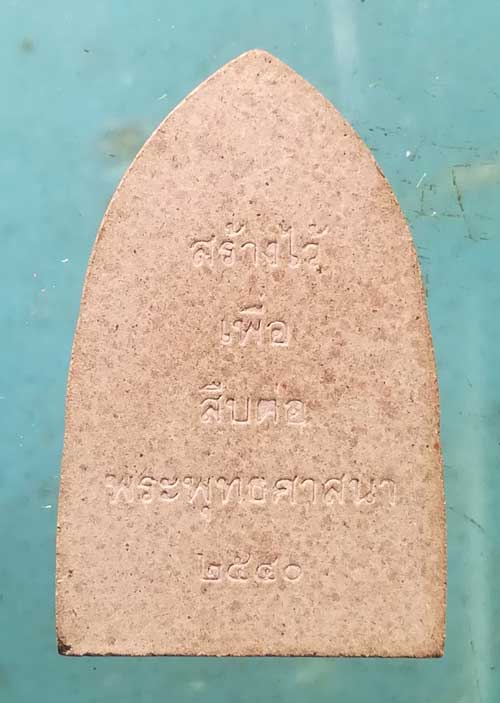 สร้างไว้
เพื่อ
สืบต่อ
พระพุทธศาสนา
๒๕๔๐